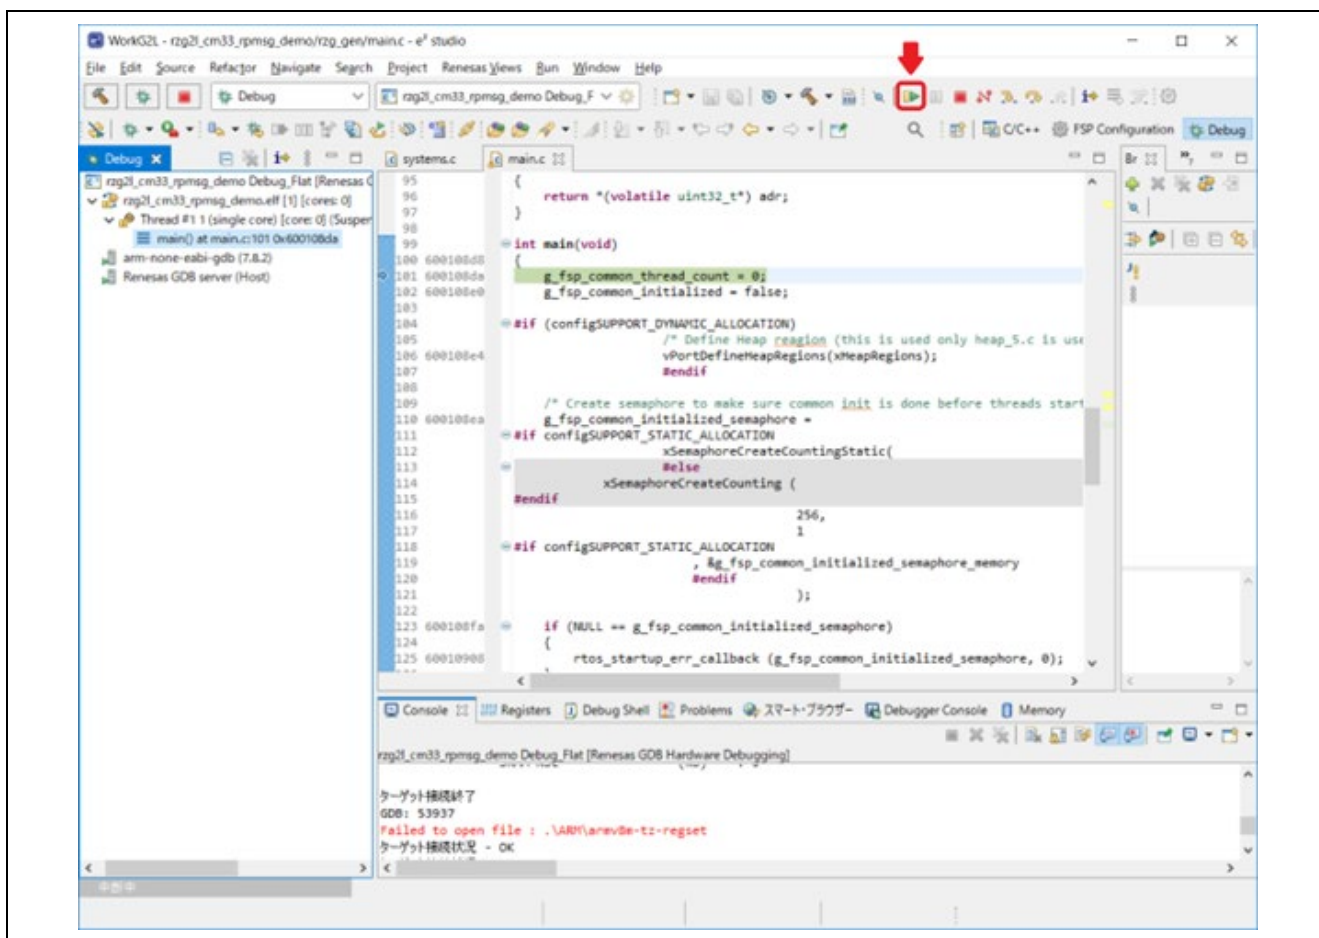 WorkG2L - rzg2l_cm33_rpmsg_demo/rzg_gen/main.c - e² studio
File Edit Source Refactor Navigate Search Project Renesas Views Run Window Help
Debug rzg2l_cm33_rpmsg_demo Debug_F
C/C++ FSP Configuration Debug
Debug systems.c main.c Br
rzg2l_cm33_rpmsg_demo Debug_Flat [Renesas G
rzg2l_cm33_rpmsg_demo.elf [1] [cores: 0]
Thread #1 1 (single core) [core: 0] (Susper
main() at main.c:101 0x600108da
arm-none-eabi-gdb (7.8.2)
Renesas GDB server (Host)
95 {
96 return *(volatile uint32_t*) adr;
97 }
98
99 int main(void)
100 600108d8 {
101 600108da g_fsp_common_thread_count = 0;
102 600108e0 g_fsp_common_initialized = false;
103
104 #if (configSUPPORT_DYNAMIC_ALLOCATION)
105 /* Define Heap reagion (this is used only heap_5.c is use
106 600108e4 vPortDefineHeapRegions(xHeapRegions);
107 #endif
108
109 /* Create semaphore to make sure common init is done before threads start
110 600108ea g_fsp_common_initialized_semaphore =
111 #if configSUPPORT_STATIC_ALLOCATION
112 xSemaphoreCreateCountingStatic(
113 #else
114 xSemaphoreCreateCounting (
115 #endif
116 256,
117 1
118 #if configSUPPORT_STATIC_ALLOCATION
119 , &g_fsp_common_initialized_semaphore_memory
120 #endif
121 );
122
123 600108fa if (NULL == g_fsp_common_initialized_semaphore)
124 {
125 60010908 rtos_startup_err_callback (g_fsp_common_initialized_semaphore, 0);
Console Registers Debug Shell Problems スマート・ブラウザー Debugger Console Memory
rzg2l_cm33_rpmsg_demo Debug_Flat [Renesas GDB Hardware Debugging]
ターゲット接続終了
GDB: 53937
Failed to open file : .\ARM\armv8m-tz-regset
ターゲット接続状況 - OK
中断中